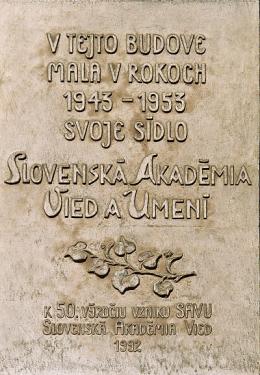 V TEJTO BUDOVE
MALA V ROKOCH
1943-1953
SVOJE SÍDLO
SLOVENSKÁ AKADÉMIA
VIED A UMENÍ
K 50. VÝROČIU VZNIKU SAVU
SLOVENSKÁ AKADÉMIA VIED
1992